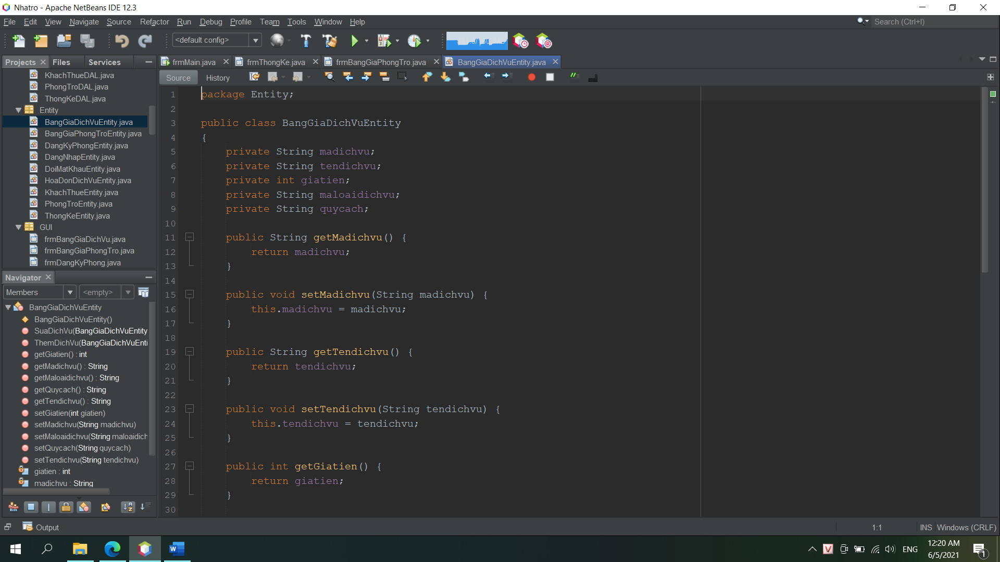 Nhatro - Apache NetBeans IDE 12.3
File Edit View Navigate Source Refactor Run Debug Profile Team Tools Window Help
Search (Ctrl+I)
<default config>
Projects Files Services
frmMain.java frmThongKe.java frmBangGiaPhongTro.java BangGiaDichVuEntity.java
Source History
KhachThueDAL.java
PhongTroDAL.java
ThongKeDAL.java
Entity
BangGiaDichVuEntity.java
BangGiaPhongTroEntity.java
DangKyPhongEntity.java
DangNhapEntity.java
DoiMatKhauEntity.java
HoaDonDichVuEntity.java
KhachThueEntity.java
PhongTroEntity.java
ThongKeEntity.java
GUI
frmBangGiaDichVu.java
frmBangGiaPhongTro.java
frmDangKyPhong.java
Navigator
Members <empty>
BangGiaDichVuEntity
BangGiaDichVuEntity()
SuaDichVu(BangGiaDichVuEntity
ThemDichVu(BangGiaDichVuEnti
getGiatien() : int
getMadichvu() : String
getMaloaidichvu() : String
getQuycach() : String
getTendichvu() : String
setGiatien(int giatien)
setMadichvu(String madichvu)
setMaloaidichvu(String maloaidich
setQuycach(String quycach)
setTendichvu(String tendichvu)
giatien : int
madichvu : String
1 package Entity;
2
3 public class BangGiaDichVuEntity
4 {
5 private String madichvu;
6 private String tendichvu;
7 private int giatien;
8 private String maloaidichvu;
9 private String quycach;
10
11 public String getMadichvu() {
12 return madichvu;
13 }
14
15 public void setMadichvu(String madichvu) {
16 this.madichvu = madichvu;
17 }
18
19 public String getTendichvu() {
20 return tendichvu;
21 }
22
23 public void setTendichvu(String tendichvu) {
24 this.tendichvu = tendichvu;
25 }
26
27 public int getGiatien() {
28 return giatien;
29 }
30
Output
1:1 INS Windows (CRLF)
ENG
12:20 AM
6/5/2021
1